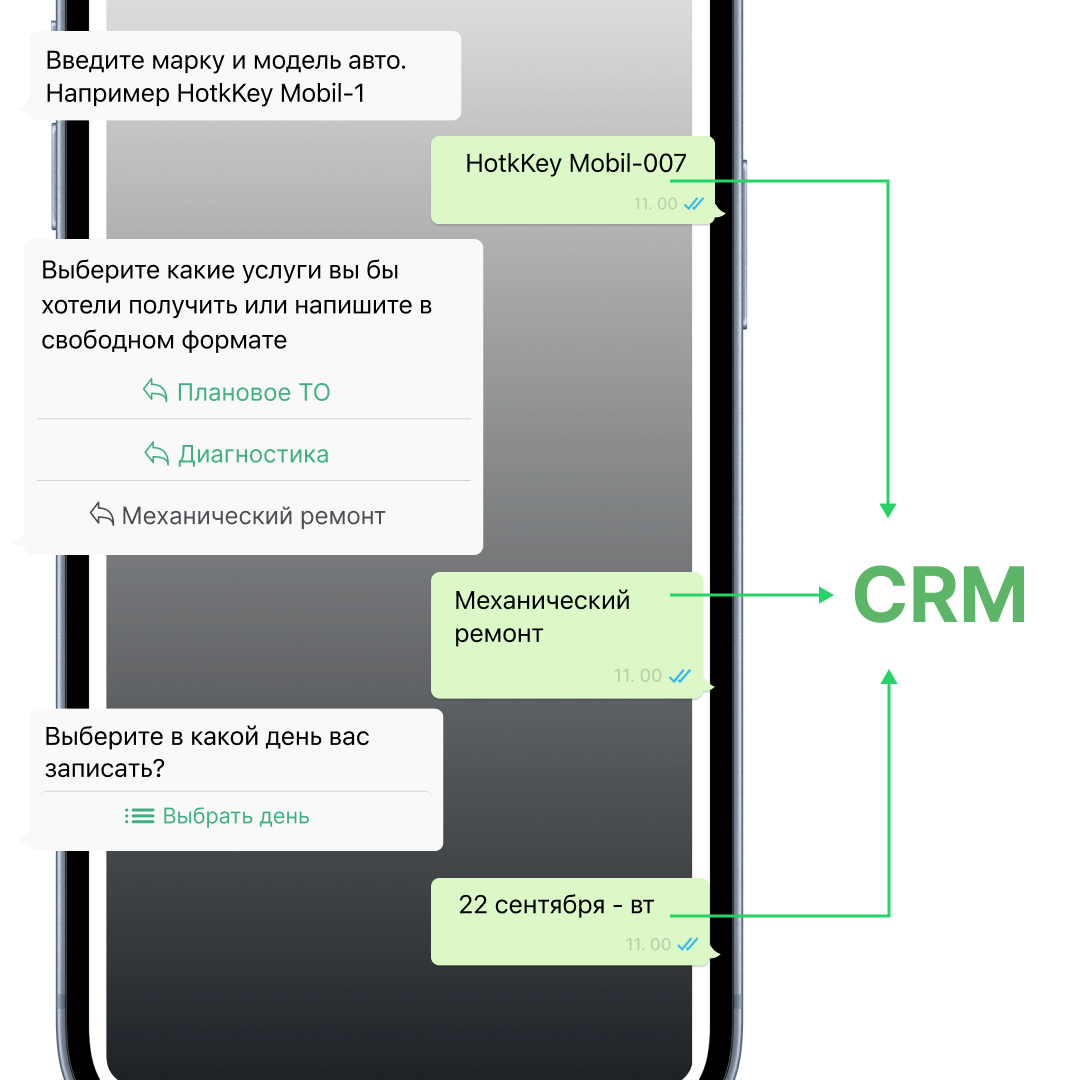 Введите марку и модель авто.
Например HotkKey Mobil-1
HotkKey Mobil-007
11. 00
Выберите какие услуги вы бы
хотели получить или напишите в
свободном формате
Плановое ТО
Диагностика
Механический ремонт
CRM
Механический
ремонт
11. 00
Выберите в какой день вас
записать?
Выбрать день
22 сентября - вт
11. 00